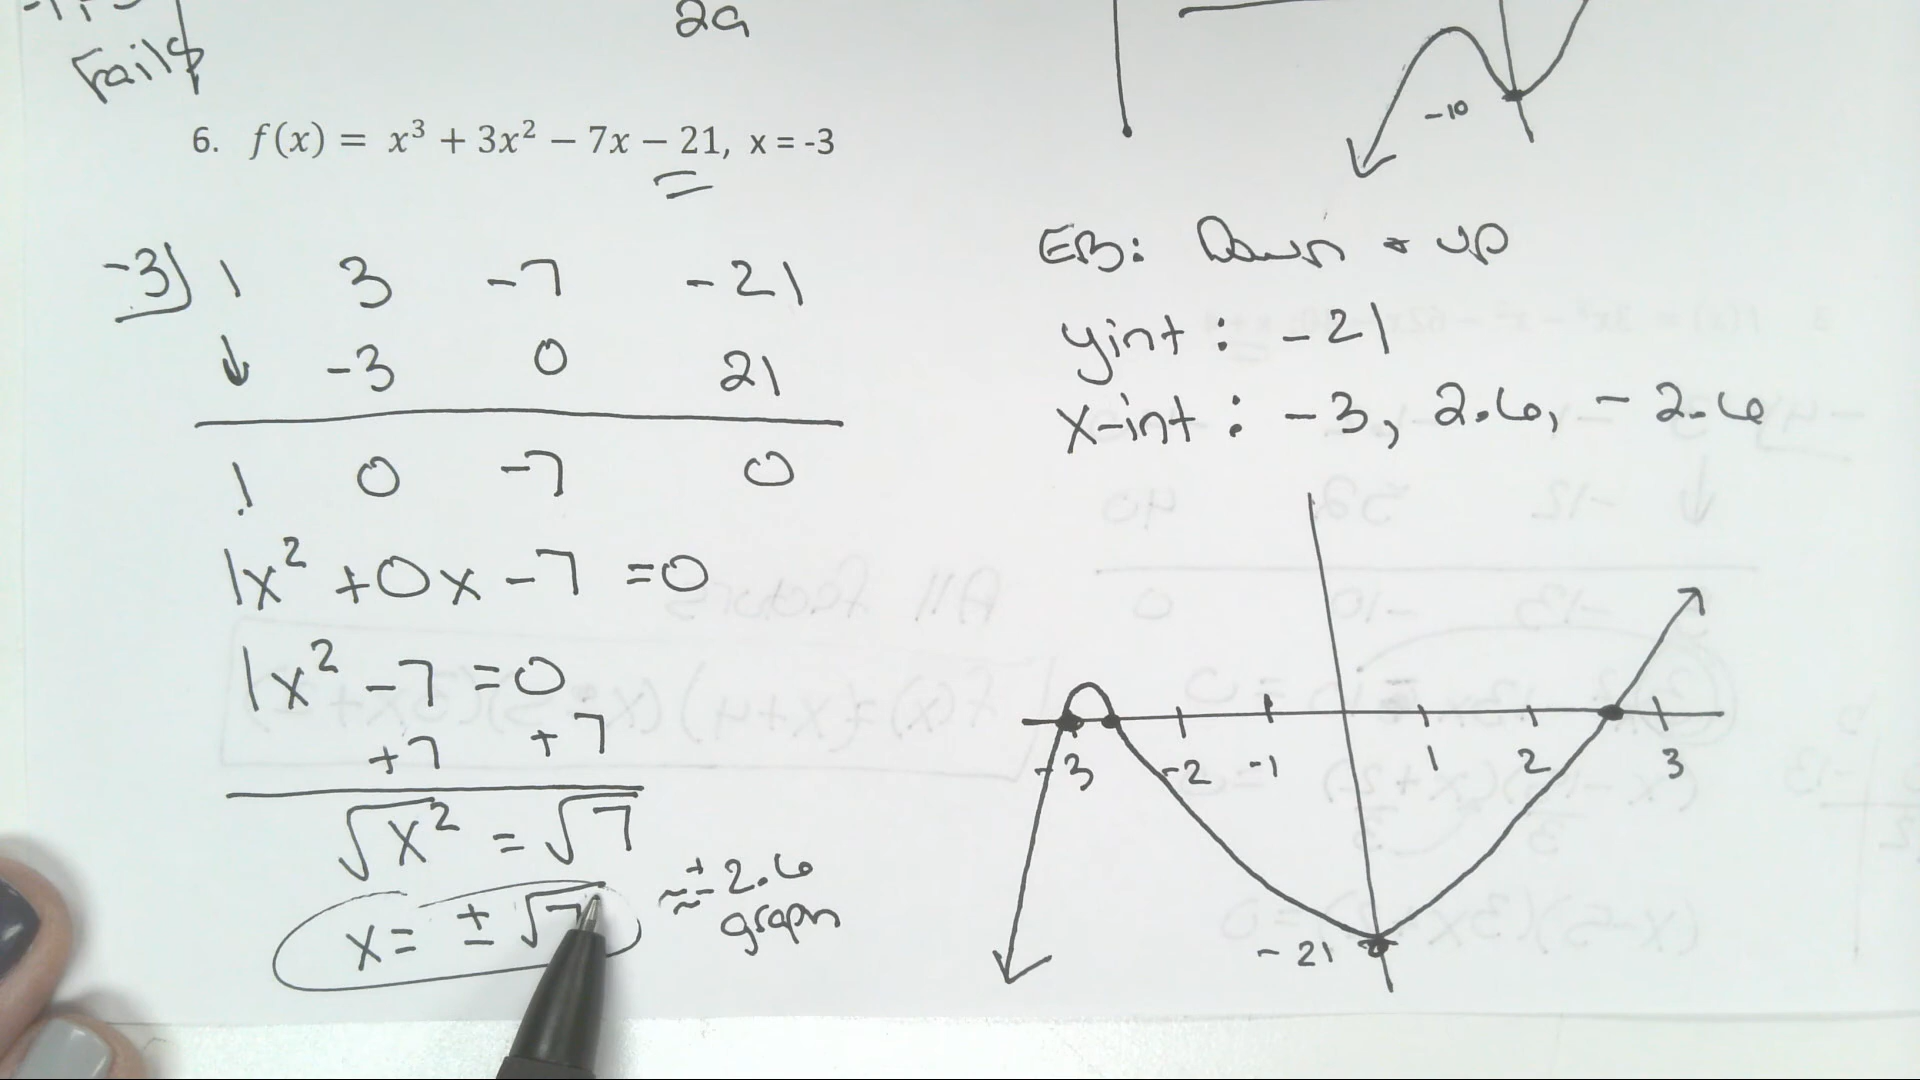 Fails
2a
-10
6. f(x) = x³ + 3x² − 7x − 21, x = -3
-3 1 3 -7 -21
↓ -3 0 21
1 0 -7 0
1x² +0x -7 =0
1x² -7 =0
+7 +7
√x² = √7
x= ± √7 ≈ ± 2.6
graph
EB: Down + up
yint : -21
x-int : -3, 2.6, -2.6
-3 -2 -1 1 2 3
-21